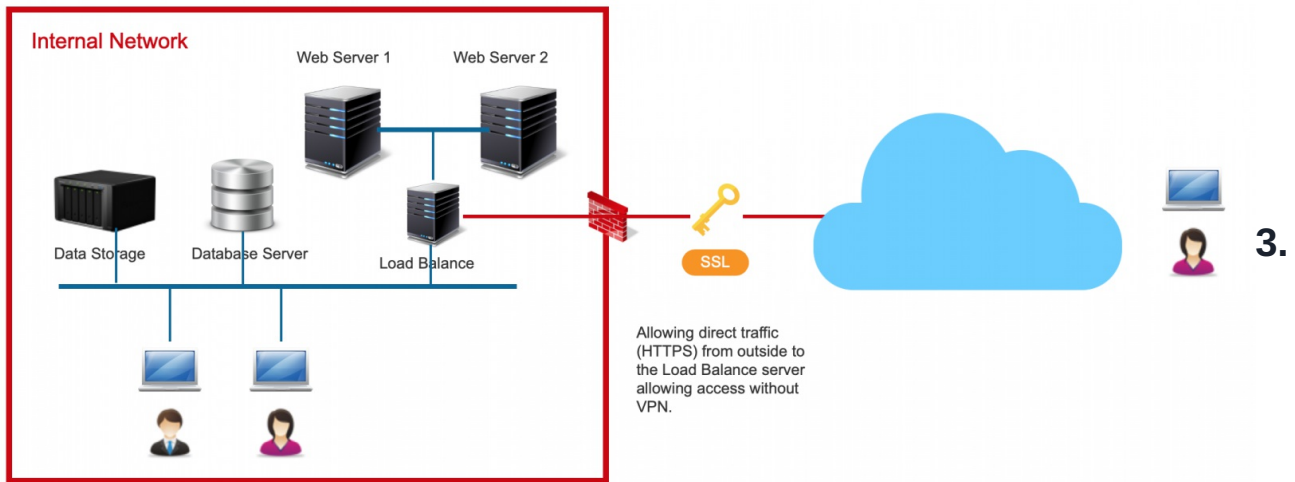 Internal Network
Web Server 1
Web Server 2
Data Storage
Database Server
Load Balance
SSL
3.
Allowing direct traffic
(HTTPS) from outside to
the Load Balance server
allowing access without
VPN.